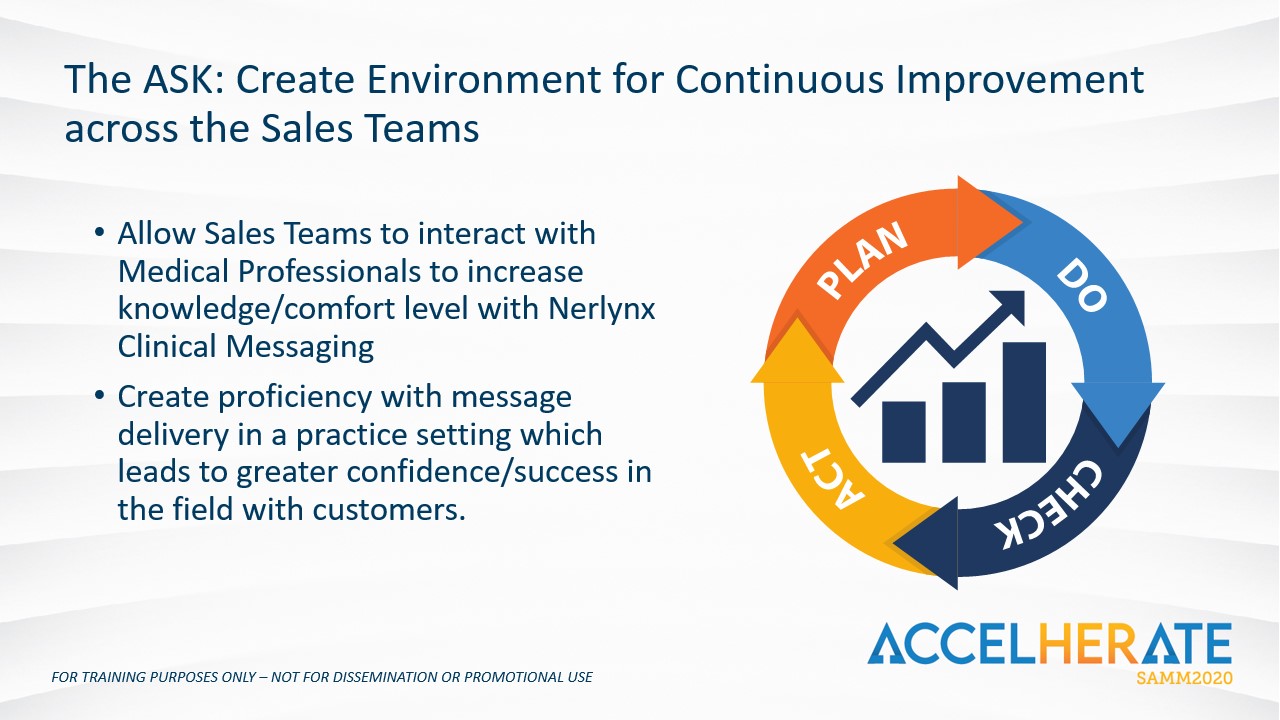 The ASK: Create Environment for Continuous Improvement
across the Sales Teams
• Allow Sales Teams to interact with
Medical Professionals to increase
knowledge/comfort level with Nerlynx
Clinical Messaging
• Create proficiency with message
delivery in a practice setting which
leads to greater confidence/success in
the field with customers.
PLAN
DO
CHECK
ACT
ACCELHERATE
SAMM2020
FOR TRAINING PURPOSES ONLY – NOT FOR DISSEMINATION OR PROMOTIONAL USE